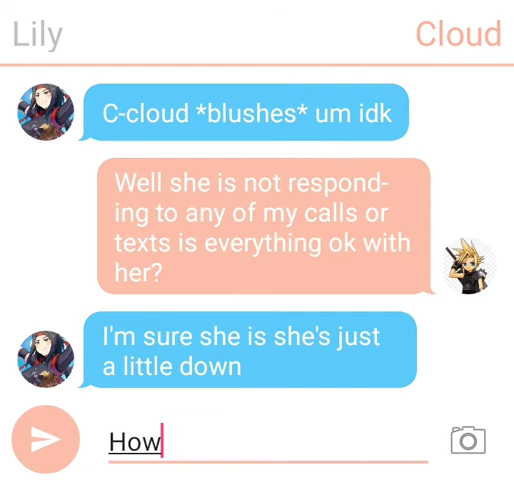 Lily
Cloud
C-cloud *blushes* um idk
Well she is not respond-
ing to any of my calls or
texts is everything ok with
her?
I'm sure she is she's just
a little down
How